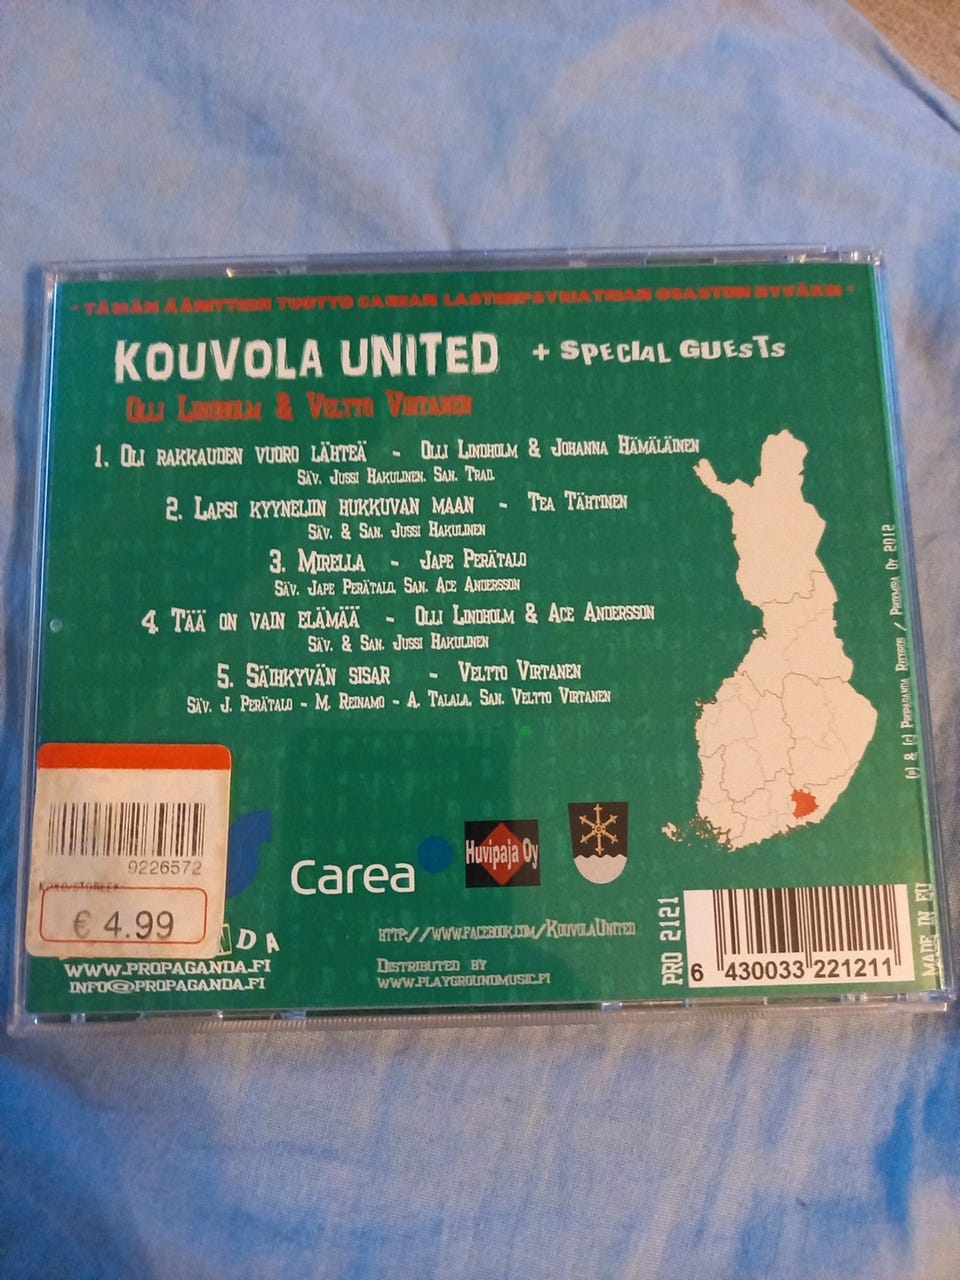 - TÄMÄN ÄÄNITTEEN TUOTTO CAREAN LASTENPSYKIATRIAN OSASTON HYVÄKSI -
KOUVOLA UNITED + SPECIAL GUESTS
OLLI LINDHOLM & VELTTO VIRTANEN
1. OLI RAKKAUDEN VUORO LÄHTEÄ - OLLI LINDHOLM & JOHANNA HÄMÄLÄINEN
SÄV. JUSSI HAKULINEN. SAN. TRAD.
2. LAPSI KYYNELIIN HUKKUVAN MAAN - TEA TÄHTINEN
SÄV. & SAN. JUSSI HAKULINEN
3. MIRELLA - JAPE PERÄTALO
SÄV. JAPE PERÄTALO. SAN. ACE ANDERSSON
4. TÄÄ ON VAIN ELÄMÄÄ - OLLI LINDHOLM & ACE ANDERSSON
SÄV. & SAN. JUSSI HAKULINEN
5. SÄIHKYVÄN SISAR - VELTTO VIRTANEN
SÄV. J. PERÄTALO - M. REINAMO - A. TALALA. SAN. VELTTO VIRTANEN
(P) & (C) PROPAGANDA RECORDS / PROYMBA OY 2012
9226572
€ 4.99
NDA
WWW.PROPAGANDA.FI
INFO@PROPAGANDA.FI
Carea
Huvipaja Oy
HTTP://WWW.FACEBOOK.COM/KOUVOLAUNITED
DISTRIBUTED BY
WWW.PLAYGROUNDMUSIC.FI
PRO 2121
6 430033 221211
MADE IN EU